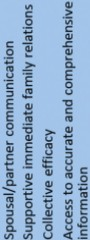 Spousal/partner communication
Supportive immediate family relations
Collective efficacy
Access to accurate and comprehensive
information